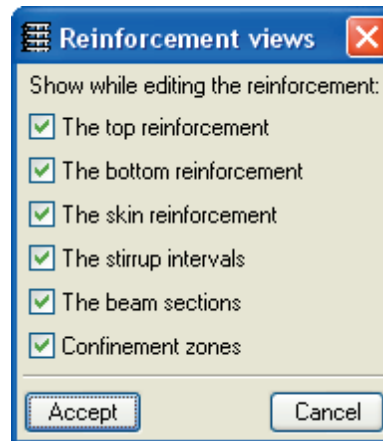 Reinforcement views
Show while editing the reinforcement:
The top reinforcement
The bottom reinforcement
The skin reinforcement
The stirrup intervals
The beam sections
Confinement zones
Accept Cancel